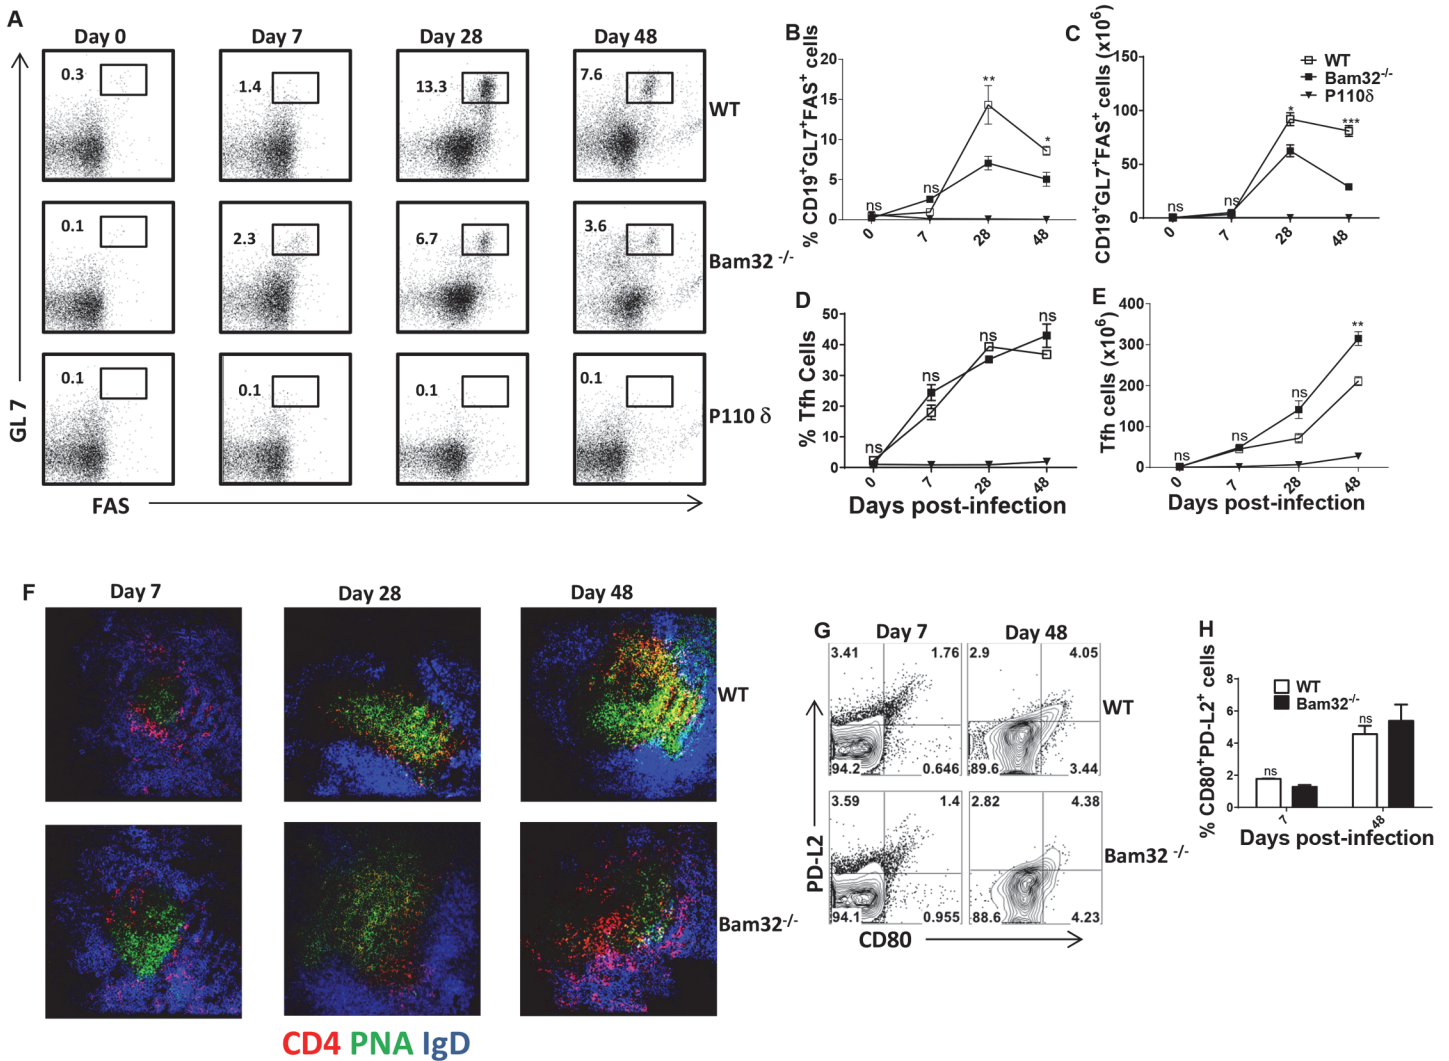 A
Day 0
Day 7
Day 28
Day 48
0.3
1.4
13.3
7.6
WT
0.1
2.3
6.7
3.6
Bam32 -/-
0.1
0.1
0.1
0.1
P110 δ
GL 7
FAS
B
% CD19+GL7+FAS+ cells
20
15
10
5
0
ns
ns
**
*
0
7
28
48
C
CD19+GL7+FAS+ cells (x10^6)
150
100
50
0
WT
Bam32-/-
P110δ
ns
ns
*
***
0
7
28
48
D
% Tfh Cells
50
40
30
20
10
0
ns
ns
ns
ns
0
7
28
48
Days post-infection
E
Tfh cells (x10^6)
400
300
200
100
0
ns
ns
ns
**
0
7
28
48
Days post-infection
F
Day 7
Day 28
Day 48
WT
Bam32-/-
CD4 PNA IgD
G
Day 7
Day 48
3.41
1.76
2.9
4.05
WT
94.2
0.646
89.6
3.44
3.59
1.4
2.82
4.38
Bam32 -/-
94.1
0.955
88.6
4.23
PD-L2
CD80
H
% CD80+PD-L2+ cells
8
6
4
2
0
WT
Bam32-/-
ns
ns
7
48
Days post-infection